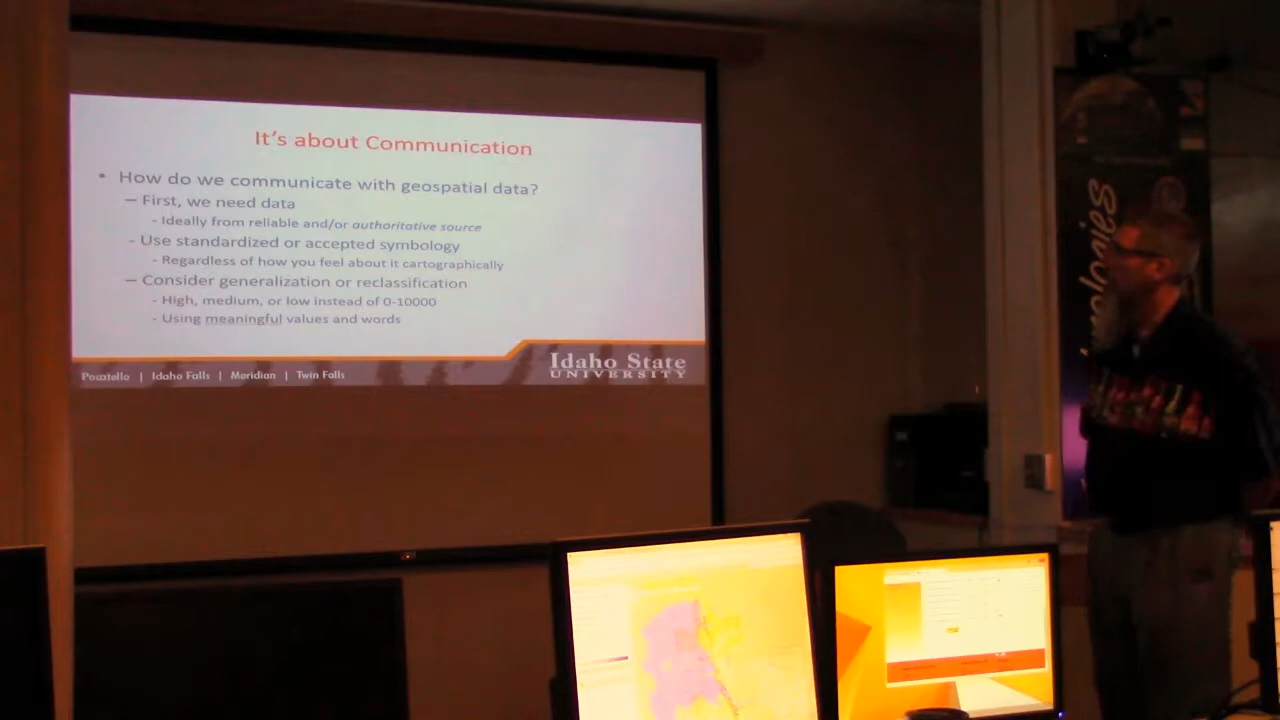 It's about Communication
• How do we communicate with geospatial data?
– First, we need data
- Ideally from reliable and/or authoritative source
- Use standardized or accepted symbology
- Regardless of how you feel about it cartographically
– Consider generalization or reclassification
- High, medium, or low instead of 0-10000
- Using meaningful values and words
Pocatello | Idaho Falls | Meridian | Twin Falls
Idaho State
UNIVERSITY